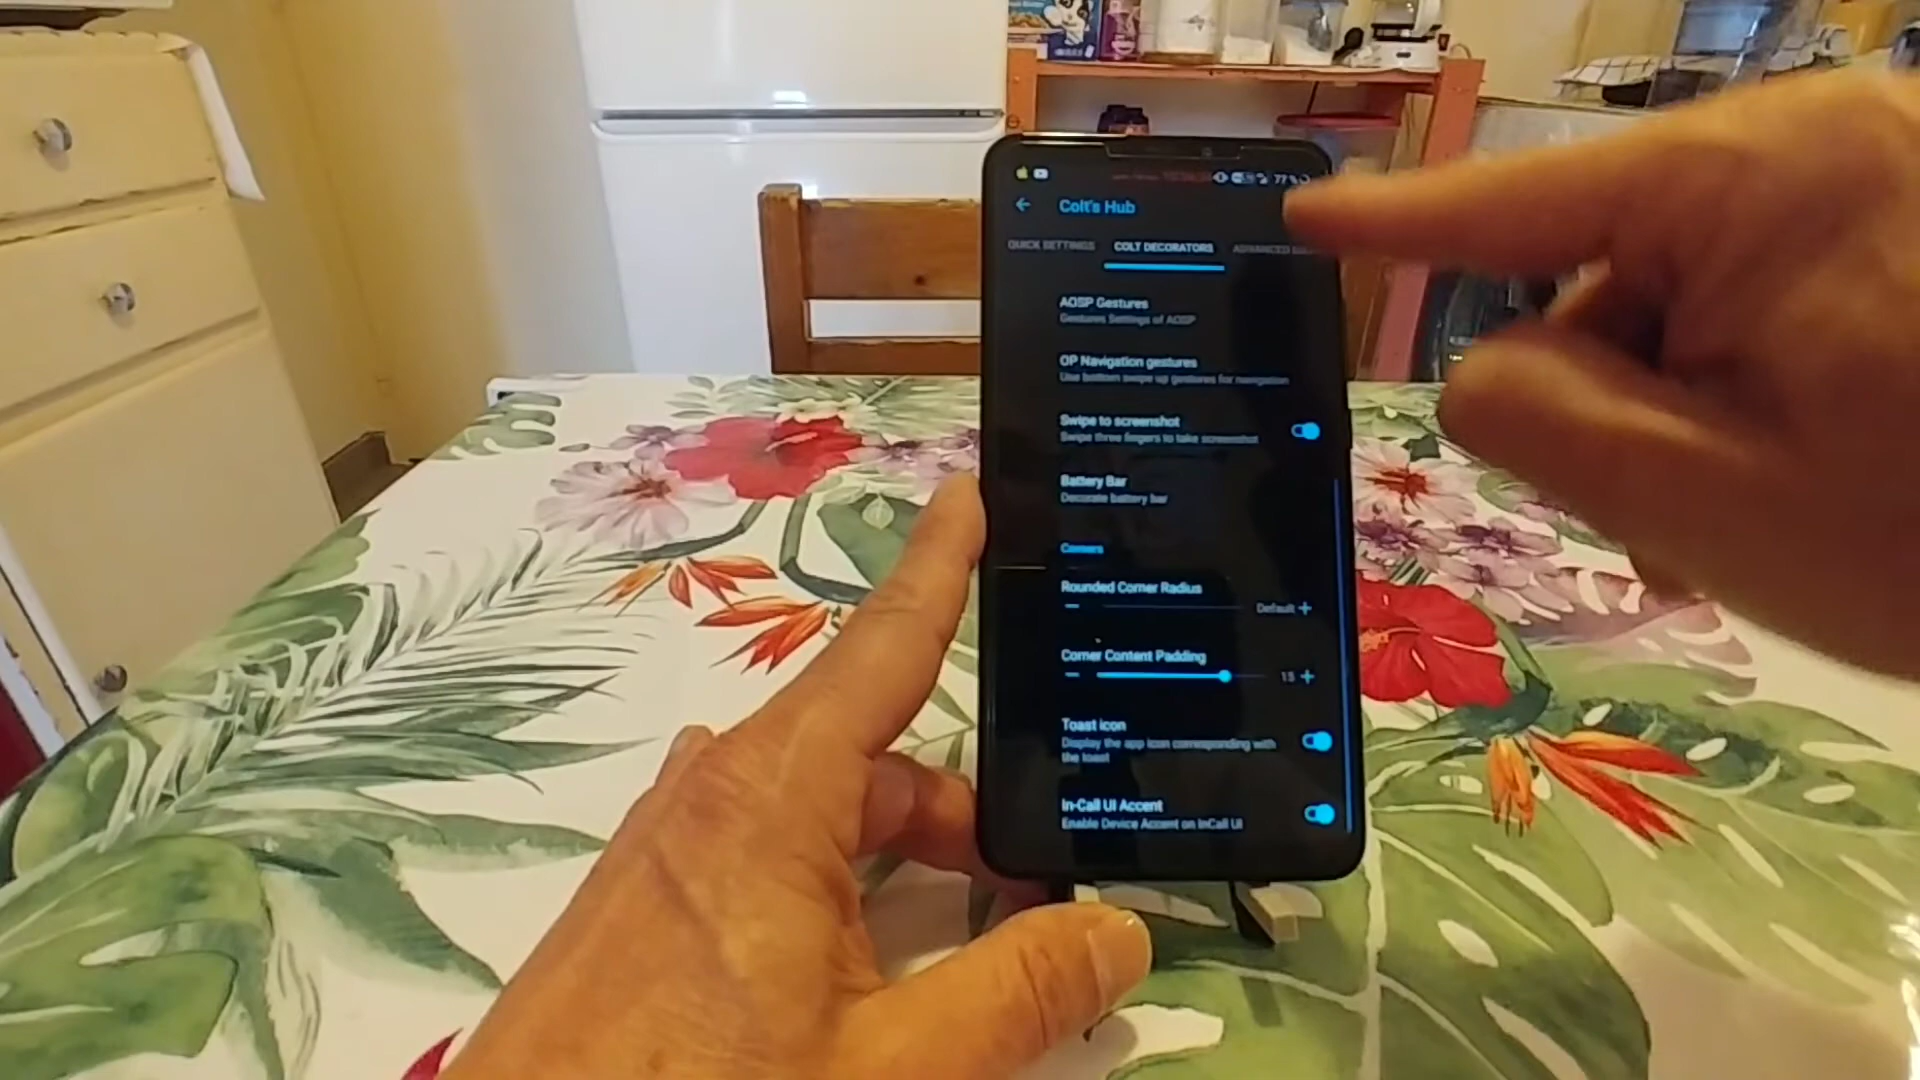 77%
Colt's Hub
QUICK SETTINGS COLT DECORATORS ADVANCED
AOSP Gestures
Gestures Settings of AOSP
OP Navigation gestures
Use bottom swipe up gestures for navigation
Swipe to screenshot
Swipe three fingers to take screenshot
Battery Bar
Decorate battery bar
Corners
Rounded Corner Radius
Default +
Corner Content Padding
15 +
Toast icon
Display the app icon corresponding with
the toast
In-Call UI Accent
Enable Device Accent on InCall UI